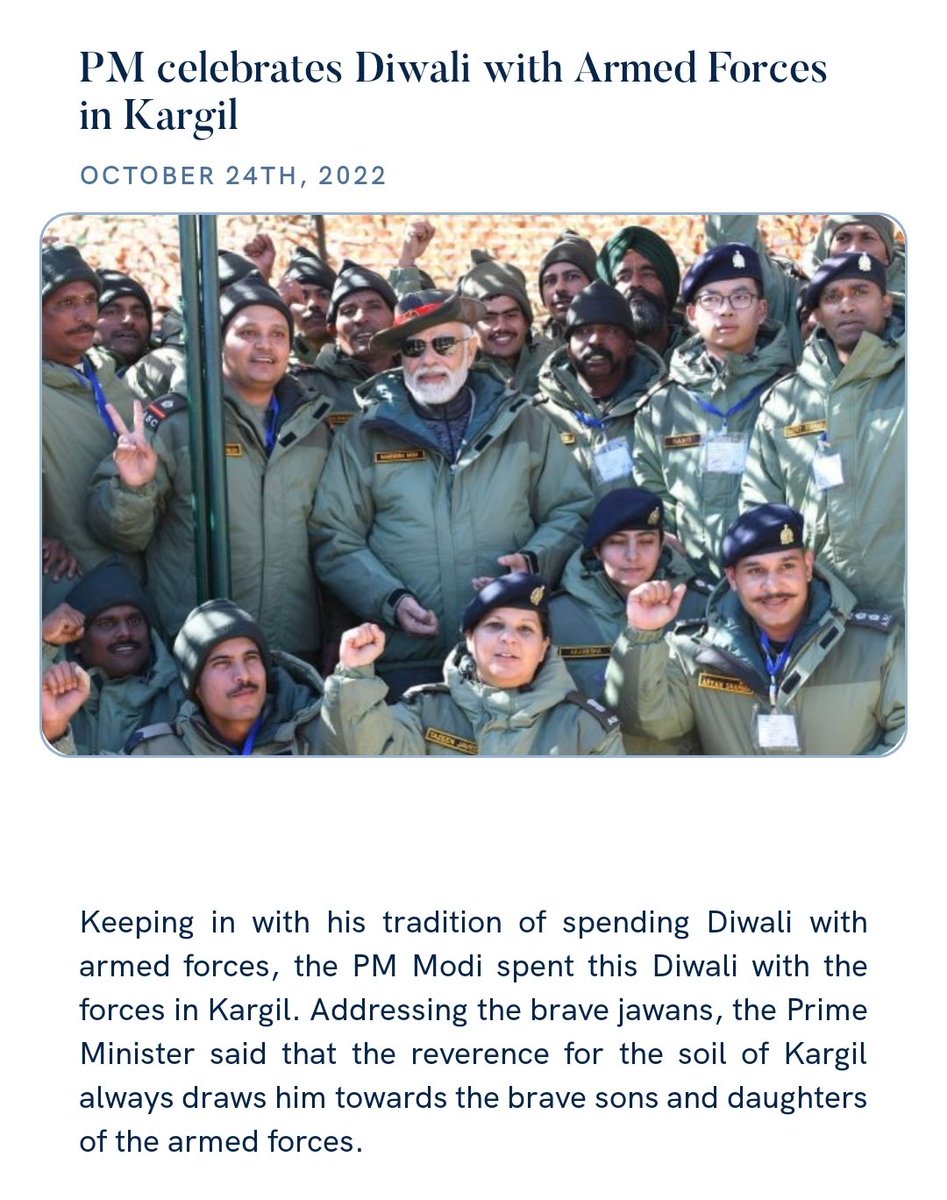 PM celebrates Diwali with Armed Forces
in Kargil
OCTOBER 24TH, 2022
NARENDRA MODI
Keeping in with his tradition of spending Diwali with
armed forces, the PM Modi spent this Diwali with the
forces in Kargil. Addressing the brave jawans, the Prime
Minister said that the reverence for the soil of Kargil
always draws him towards the brave sons and daughters
of the armed forces.